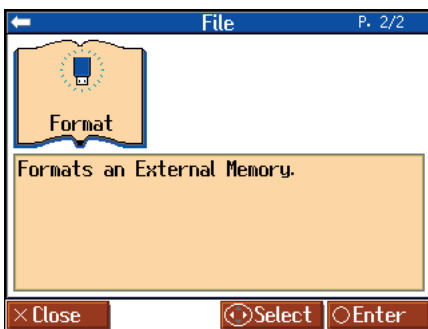 File P. 2/2
Format
Formats an External Memory.
×Close Select ○Enter